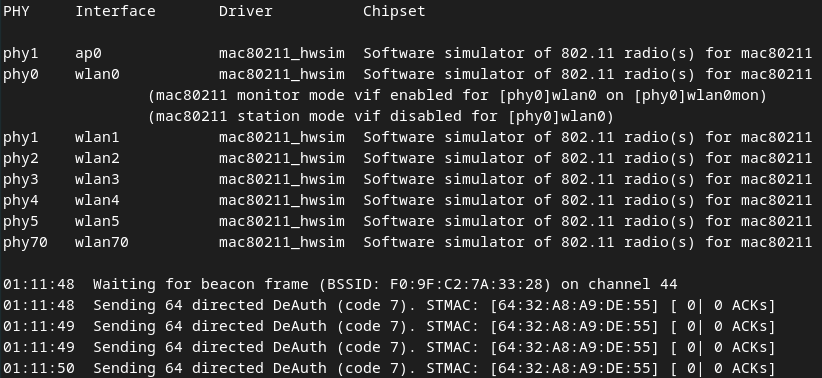 PHY     Interface       Driver          Chipset
phy1    ap0             mac80211_hwsim  Software simulator of 802.11 radio(s) for mac80211
phy0    wlan0           mac80211_hwsim  Software simulator of 802.11 radio(s) for mac80211
                (mac80211 monitor mode vif enabled for [phy0]wlan0 on [phy0]wlan0mon)
                (mac80211 station mode vif disabled for [phy0]wlan0)
phy1    wlan1           mac80211_hwsim  Software simulator of 802.11 radio(s) for mac80211
phy2    wlan2           mac80211_hwsim  Software simulator of 802.11 radio(s) for mac80211
phy3    wlan3           mac80211_hwsim  Software simulator of 802.11 radio(s) for mac80211
phy4    wlan4           mac80211_hwsim  Software simulator of 802.11 radio(s) for mac80211
phy5    wlan5           mac80211_hwsim  Software simulator of 802.11 radio(s) for mac80211
phy70   wlan70          mac80211_hwsim  Software simulator of 802.11 radio(s) for mac80211
01:11:48  Waiting for beacon frame (BSSID: F0:9F:C2:7A:33:28) on channel 44
01:11:48  Sending 64 directed DeAuth (code 7). STMAC: [64:32:A8:A9:DE:55] [ 0| 0 ACKs]
01:11:49  Sending 64 directed DeAuth (code 7). STMAC: [64:32:A8:A9:DE:55] [ 0| 0 ACKs]
01:11:49  Sending 64 directed DeAuth (code 7). STMAC: [64:32:A8:A9:DE:55] [ 0| 0 ACKs]
01:11:50  Sending 64 directed DeAuth (code 7). STMAC: [64:32:A8:A9:DE:55] [ 0| 0 ACKs]